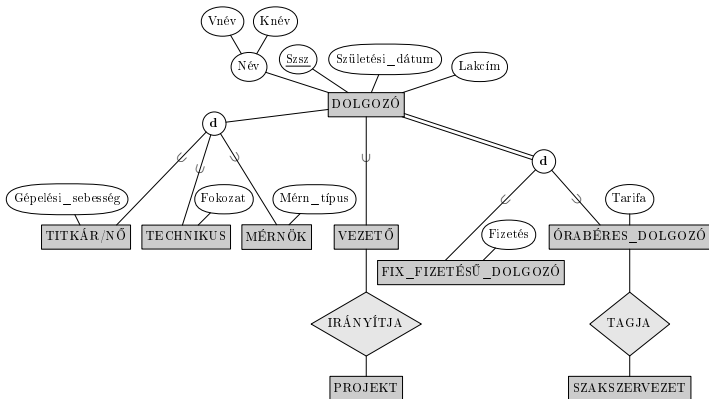 Vnév Knév
Név Szsz Születési_dátum Lakcím
DOLGOZÓ
d
d
∪ ∪ ∪ ∪ ∪ ∪
Gépelési_sebesség Fokozat Mérn_típus Tarifa
TITKÁR/NŐ TECHNIKUS MÉRNÖK VEZETŐ Fizetés ÓRABÉRES_DOLGOZÓ
FIX_FIZETÉSŰ_DOLGOZÓ
IRÁNYÍTJA TAGJA
PROJEKT SZAKSZERVEZET